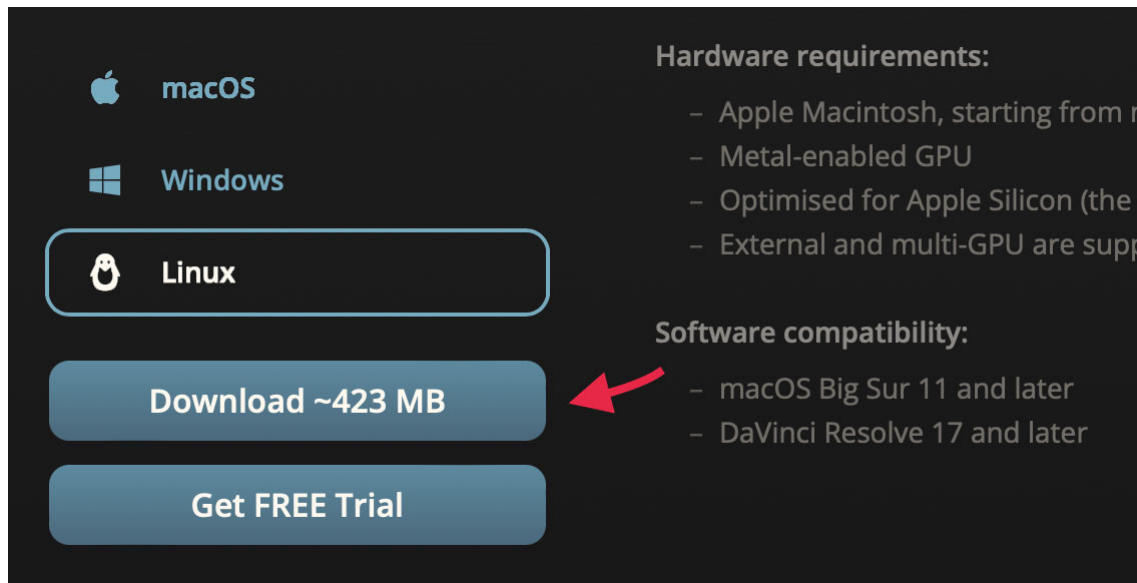 macOS
Windows
Linux
Download ~423 MB
Get FREE Trial
Hardware requirements:
– Apple Macintosh, starting from
– Metal-enabled GPU
– Optimised for Apple Silicon (the
– External and multi-GPU are
Software compatibility:
– macOS Big Sur 11 and later
– DaVinci Resolve 17 and later